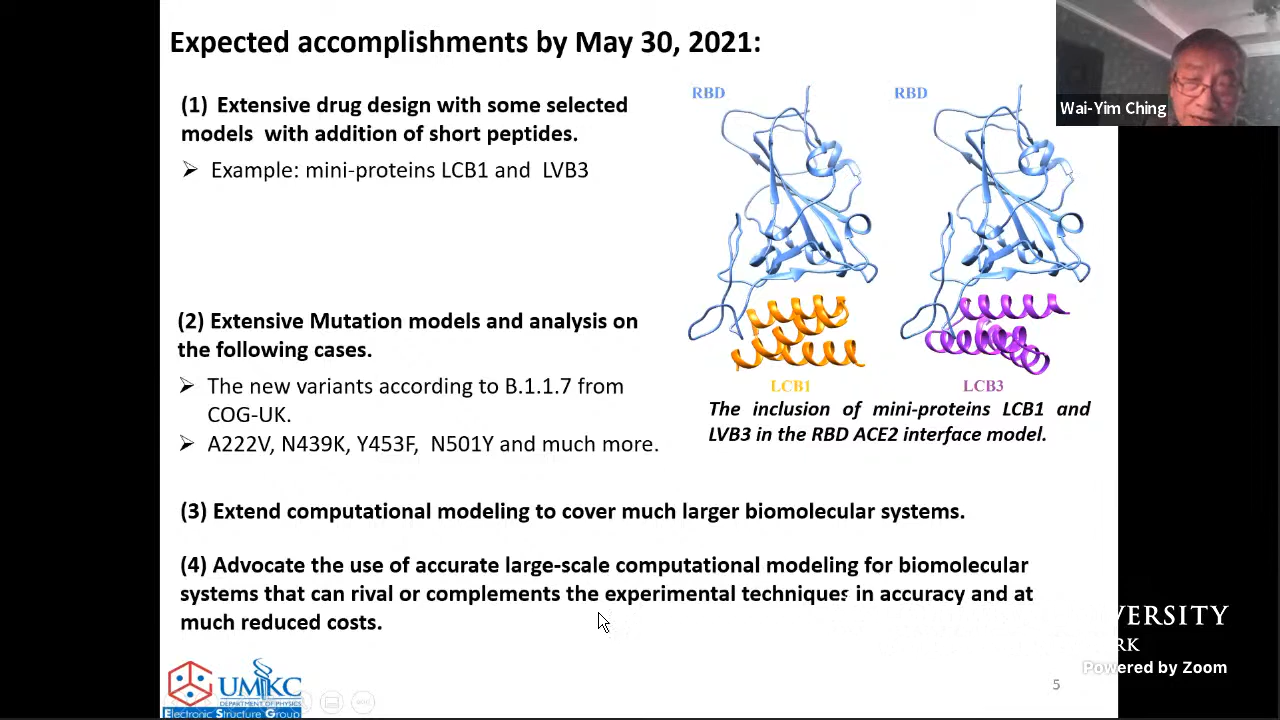 Expected accomplishments by May 30, 2021:
(1) Extensive drug design with some selected
models with addition of short peptides.
Example: mini-proteins LCB1 and LVB3
(2) Extensive Mutation models and analysis on
the following cases.
The new variants according to B.1.1.7 from
COG-UK.
A222V, N439K, Y453F, N501Y and much more.
RBD
RBD
LCB1
LCB3
The inclusion of mini-proteins LCB1 and
LVB3 in the RBD ACE2 interface model.
(3) Extend computational modeling to cover much larger biomolecular systems.
(4) Advocate the use of accurate large-scale computational modeling for biomolecular
systems that can rival or complements the experimental techniques in accuracy and at
much reduced costs.
UMKC
DEPARTMENT OF PHYSICS
Electronic Structure Group
5
Wai-Yim Ching
VERSITY
RK
Powered by Zoom